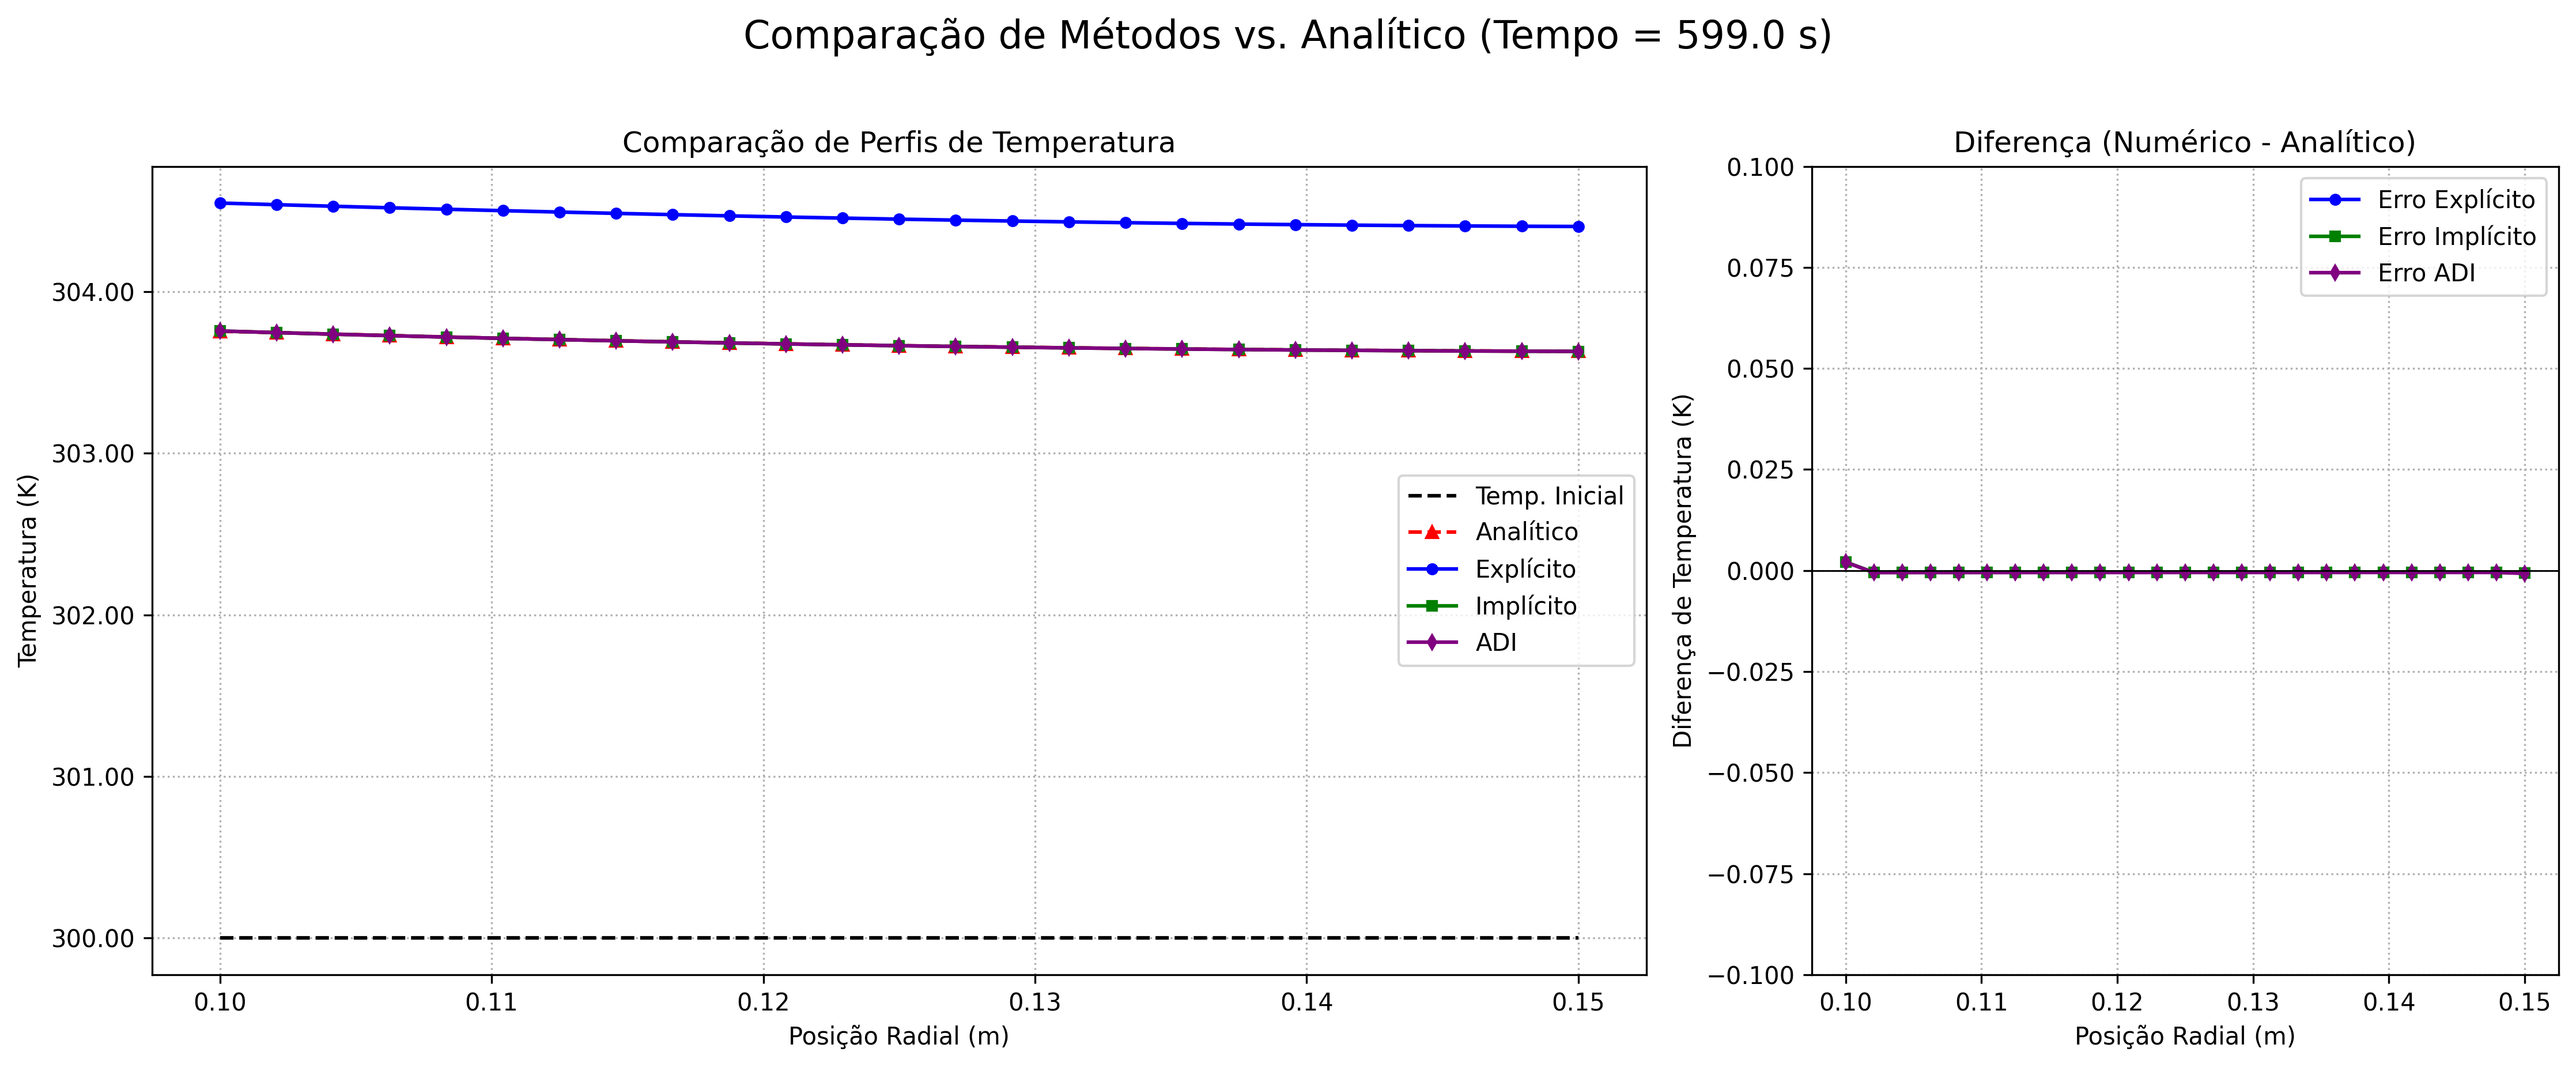 Comparação de Métodos vs. Analítico (Tempo = 599.0 s)
Comparação de Perfis de Temperatura
304.00
303.00
302.00
301.00
300.00
Temperatura (K)
Temp. Inicial
Analítico
Explícito
Implícito
ADI
0.10
0.11
0.12
0.13
0.14
0.15
Posição Radial (m)
Diferença (Numérico - Analítico)
0.100
0.075
0.050
0.025
0.000
−0.025
−0.050
−0.075
−0.100
Diferença de Temperatura (K)
Erro Explícito
Erro Implícito
Erro ADI
0.10
0.11
0.12
0.13
0.14
0.15
Posição Radial (m)